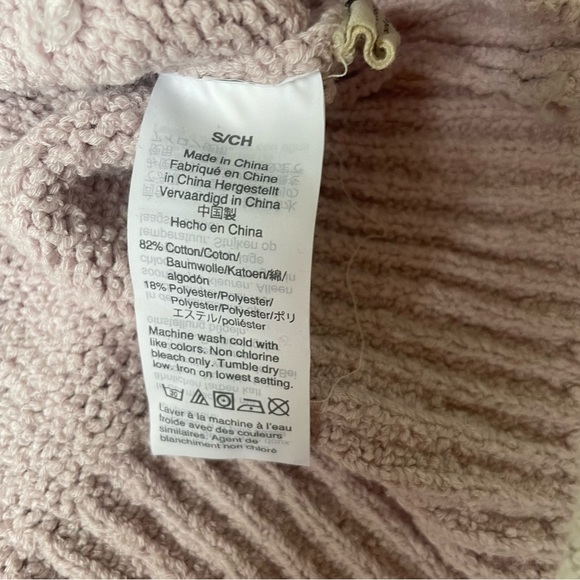 S/CH
Made in China
Fabriqué en Chine
in China Hergestellt
Vervaardigd in China
中国製
Hecho en China
82% Cotton/Coton/
Baumwolle/Katoen/綿/
algodón
18% Polyester/Polyester/
Polyester/Polyester/ポリ
エステル/poliéster
Machine wash cold with
like colors. Non chlorine
bleach only. Tumble dry
low. Iron on lowest setting.
30
Laver à la machine à l'eau
froide avec des couleurs
similaires. Agent de
blanchiment non chloré